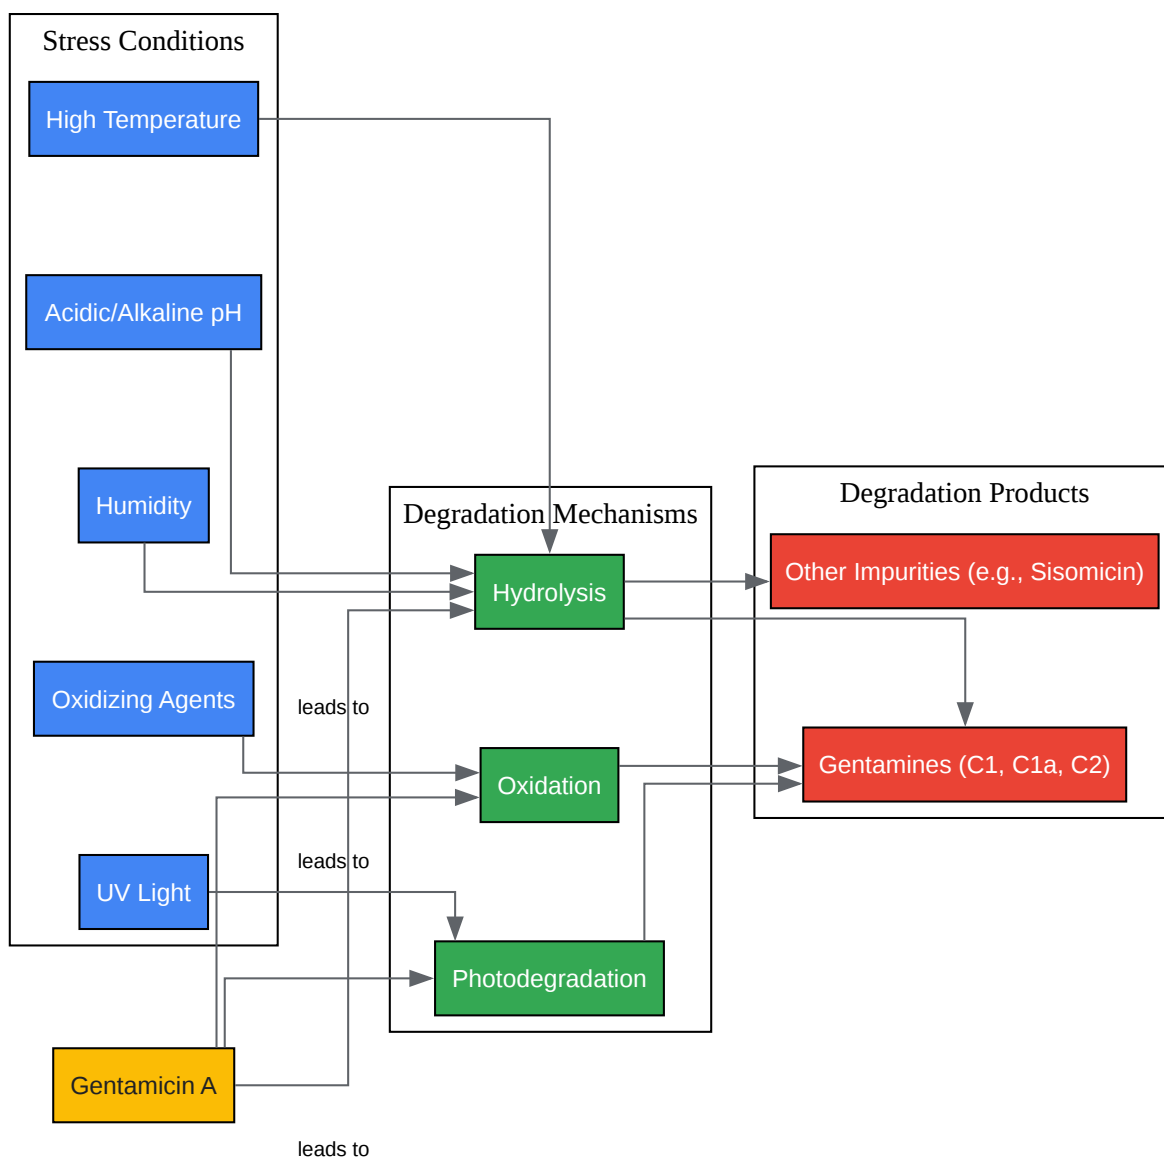 Stress Conditions
High Temperature
Acidic/Alkaline pH
Humidity
Oxidizing Agents
UV Light
Gentamicin A
leads to
leads to
leads to
Degradation Mechanisms
Hydrolysis
Oxidation
Photodegradation
Degradation Products
Other Impurities (e.g., Sisomicin)
Gentamines (C1, C1a, C2)